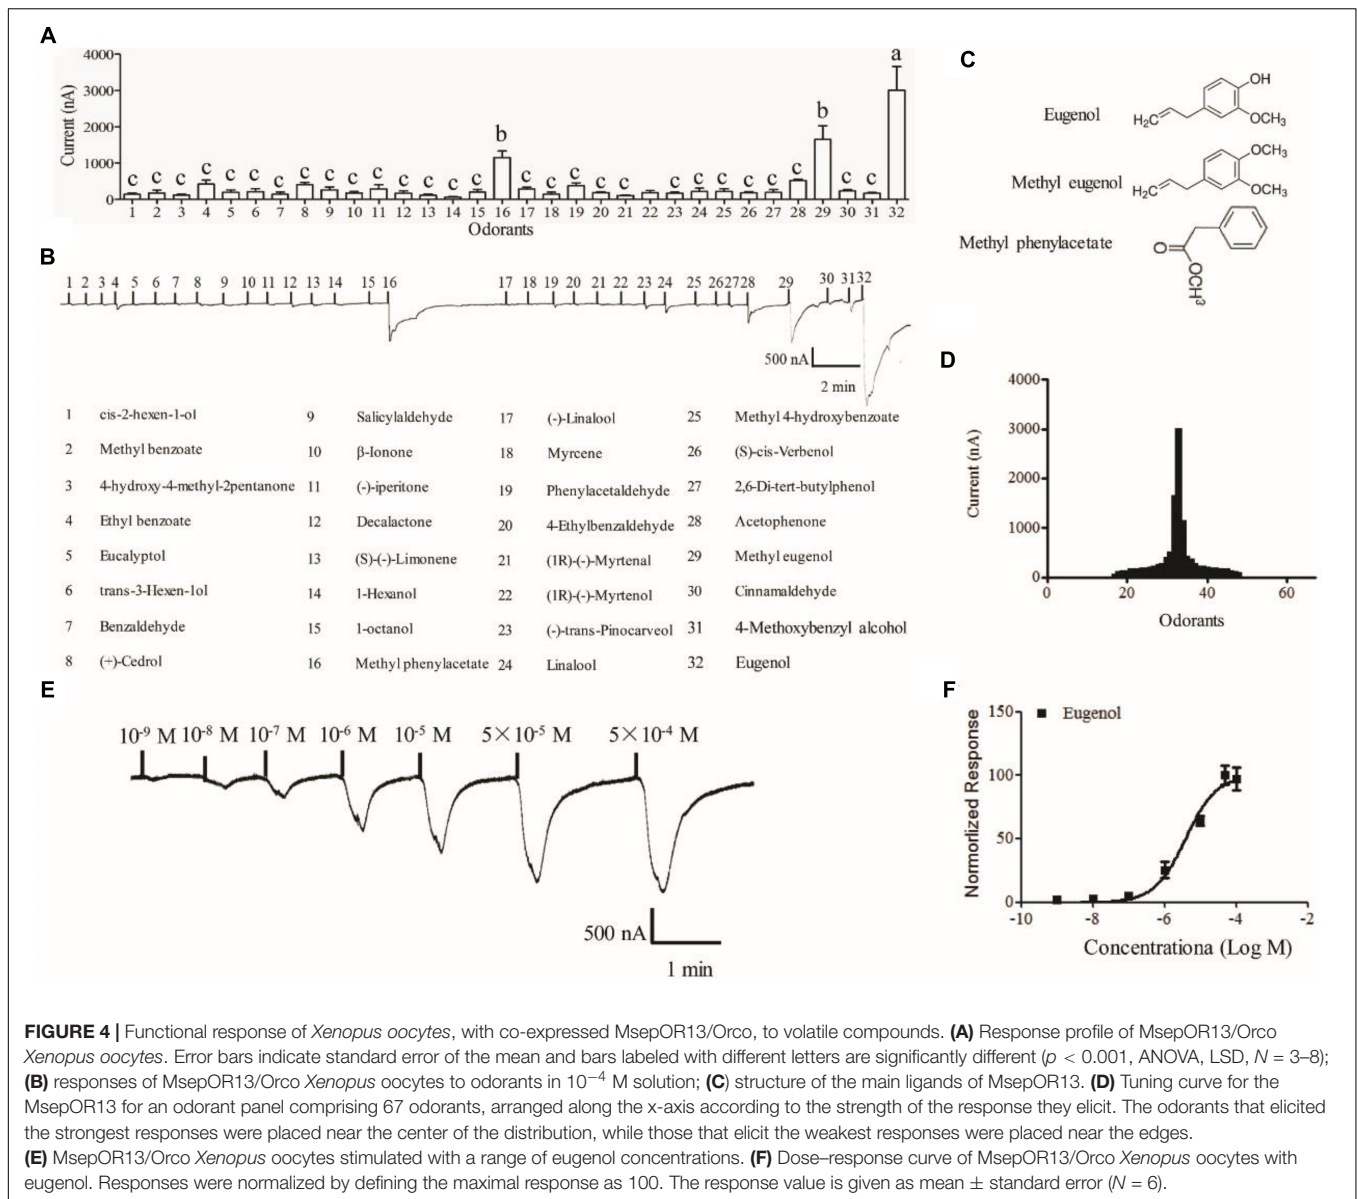 A
4000
3000
2000
1000
0
Current (nA)
c c c c c c c c c c c c c c c b c c c c c c c c c c c b c c a
1 2 3 4 5 6 7 8 9 10 11 12 13 14 15 16 17 18 19 20 21 22 23 24 25 26 27 28 29 30 31 32
Odorants
B
1 2 3 4 5 6 7 8 9 10 11 12 13 14 15 16 17 18 19 20 21 22 23 24 25 26 27 28 29 30 31 32
500 nA
2 min
1 cis-2-hexen-1-ol 9 Salicylaldehyde 17 (-)-Linalool 25 Methyl 4-hydroxybenzoate
2 Methyl benzoate 10 β-Ionone 18 Myrcene 26 (S)-cis-Verbenol
3 4-hydroxy-4-methyl-2pentanone 11 (-)-iperitone 19 Phenylacetaldehyde 27 2,6-Di-tert-butylphenol
4 Ethyl benzoate 12 Decalactone 20 4-Ethylbenzaldehyde 28 Acetophenone
5 Eucalyptol 13 (S)-(-)-Limonene 21 (1R)-(-)-Myrtenal 29 Methyl eugenol
6 trans-3-Hexen-1ol 14 1-Hexanol 22 (1R)-(-)-Myrtenol 30 Cinnamaldehyde
7 Benzaldehyde 15 1-octanol 23 (-)-trans-Pinocarveol 31 4-Methoxybenzyl alcohol
8 (+)-Cedrol 16 Methyl phenylacetate 24 Linalool 32 Eugenol
C
Eugenol
H₂C
OH
OCH₃
Methyl eugenol
H₂C
OCH₃
OCH₃
Methyl phenylacetate
O
OCH³
D
4000
3000
2000
1000
0
Current (nA)
0 20 40 60
Odorants
E
10⁻⁹ M 10⁻⁸ M 10⁻⁷ M 10⁻⁶ M 10⁻⁵ M 5×10⁻⁵ M 5×10⁻⁴ M
500 nA
1 min
F
Eugenol
150
100
50
0
Normorlized Response
-10 -8 -6 -4 -2
Concentrationa (Log M)
FIGURE 4 | Functional response of Xenopus oocytes, with co-expressed MsepOR13/Orco, to volatile compounds. (A) Response profile of MsepOR13/Orco
Xenopus oocytes. Error bars indicate standard error of the mean and bars labeled with different letters are significantly different (p < 0.001, ANOVA, LSD, N = 3–8);
(B) responses of MsepOR13/Orco Xenopus oocytes to odorants in 10⁻⁴ M solution; (C) structure of the main ligands of MsepOR13. (D) Tuning curve for the
MsepOR13 for an odorant panel comprising 67 odorants, arranged along the x-axis according to the strength of the response they elicit. The odorants that elicited
the strongest responses were placed near the center of the distribution, while those that elicit the weakest responses were placed near the edges.
(E) MsepOR13/Orco Xenopus oocytes stimulated with a range of eugenol concentrations. (F) Dose–response curve of MsepOR13/Orco Xenopus oocytes with
eugenol. Responses were normalized by defining the maximal response as 100. The response value is given as mean ± standard error (N = 6).